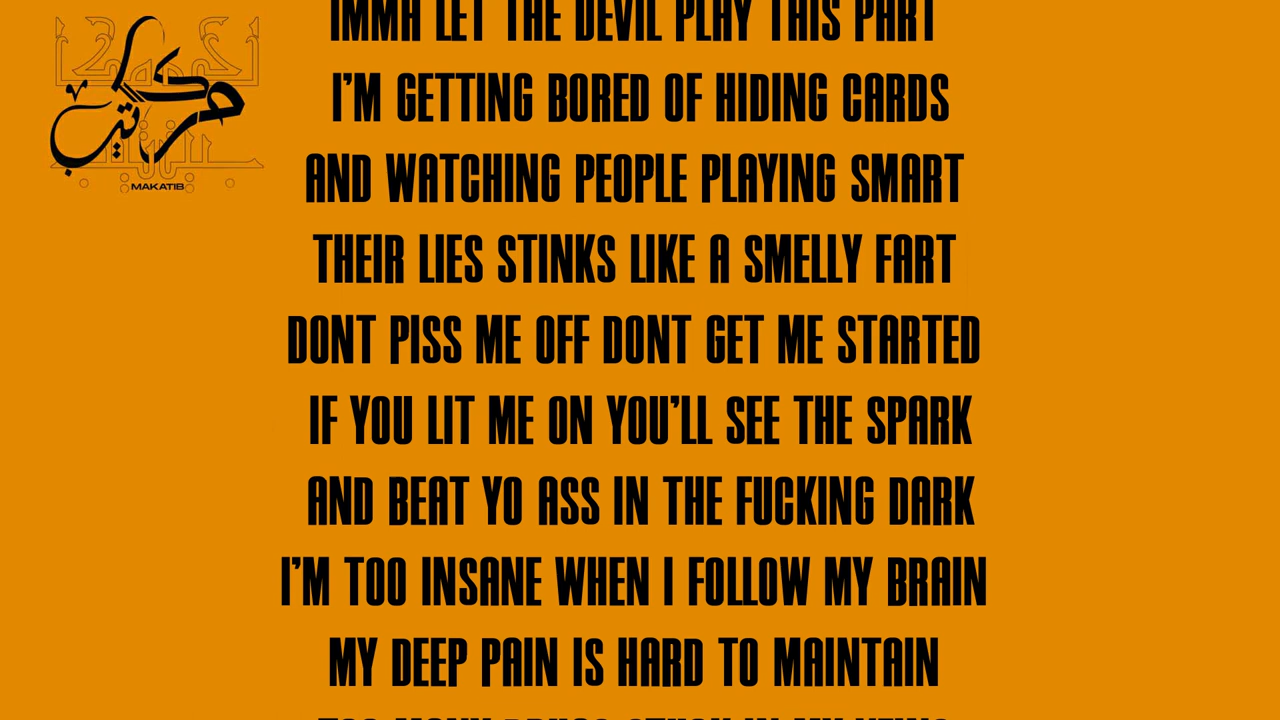 IMMA LET THE DEVIL PLAY THIS PART
I'M GETTING BORED OF HIDING CARDS
AND WATCHING PEOPLE PLAYING SMART
THEIR LIES STINKS LIKE A SMELLY FART
DONT PISS ME OFF DONT GET ME STARTED
IF YOU LIT ME ON YOU'LL SEE THE SPARK
AND BEAT YO ASS IN THE FUCKING DARK
I'M TOO INSANE WHEN I FOLLOW MY BRAIN
MY DEEP PAIN IS HARD TO MAINTAIN
MAKATIB